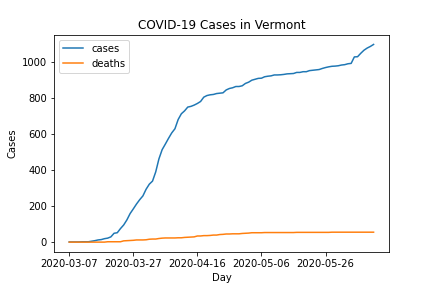 COVID-19 Cases in Vermont
cases
deaths
Cases
1000
800
600
400
200
0
2020-03-07 2020-03-27 2020-04-16 2020-05-06 2020-05-26
Day